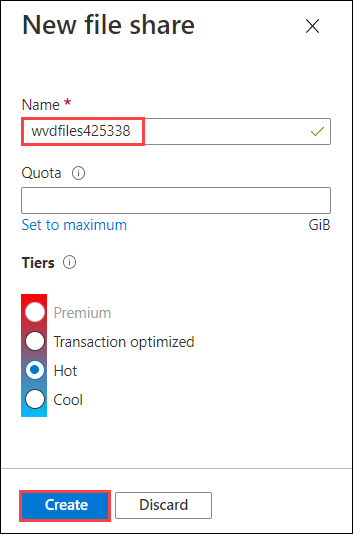 New file share
Name *
wvdfiles425338
Quota
Set to maximum GiB
Tiers
Premium
Transaction optimized
Hot
Cool
Create Discard